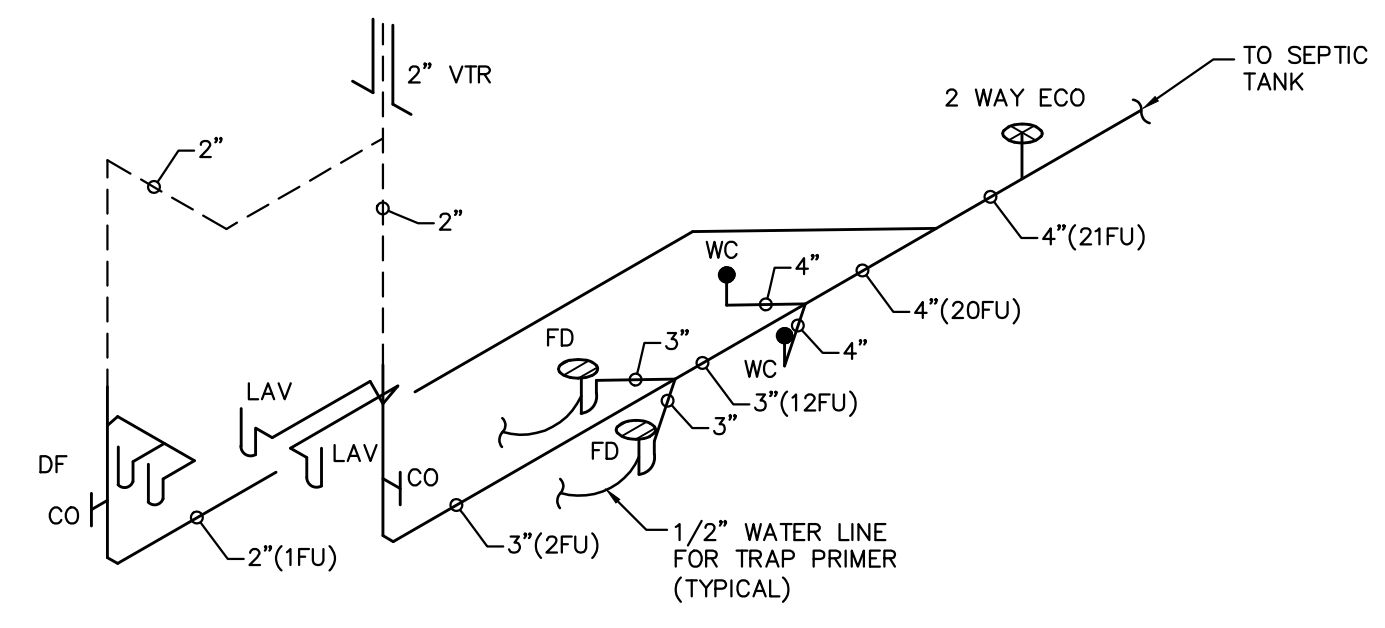 TO SEPTIC
TANK
2" VTR
2 WAY ECO
2"
2"
4"(21FU)
WC
4"
4"(20FU)
FD
3"
4"
WC
3"(12FU)
LAV
3"
LAV
FD
DF
CO
CO
2"(1FU)
3"(2FU)
1/2" WATER LINE
FOR TRAP PRIMER
(TYPICAL)